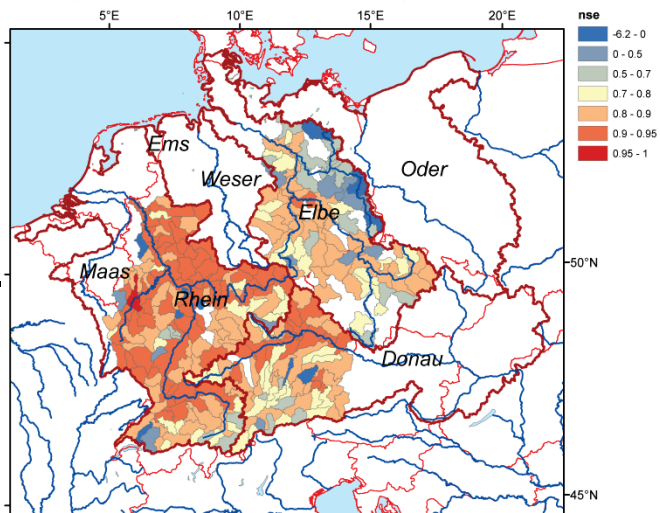 5°E 10°E 15°E 20°E
nse
-6.2 - 0
0 - 0.5
0.5 - 0.7
0.7 - 0.8
0.8 - 0.9
0.9 - 0.95
0.95 - 1
Ems
Weser
Oder
Elbe
50°N
Maas
Rhein
Donau
45°N